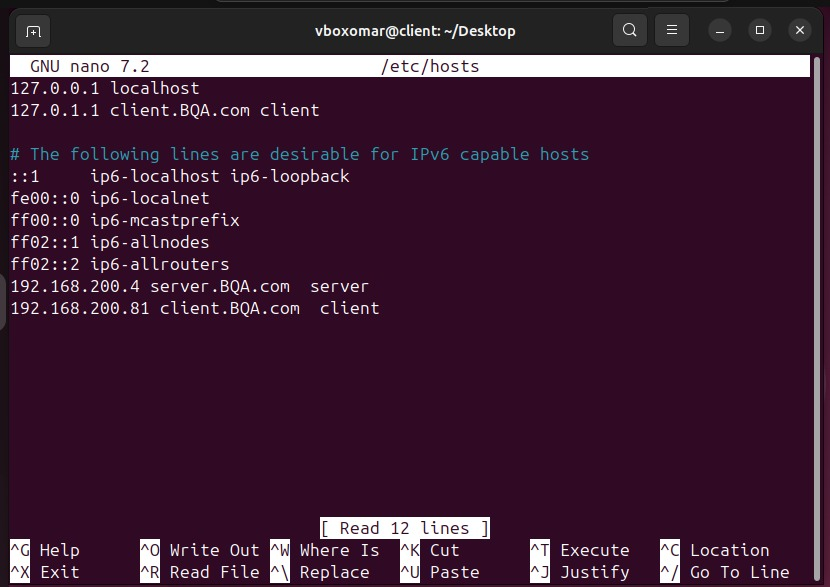 vboxomar@client: ~/Desktop
GNU nano 7.2 /etc/hosts
127.0.0.1 localhost
127.0.1.1 client.BQA.com client
# The following lines are desirable for IPv6 capable hosts
::1     ip6-localhost ip6-loopback
fe00::0 ip6-localnet
ff00::0 ip6-mcastprefix
ff02::1 ip6-allnodes
ff02::2 ip6-allrouters
192.168.200.4 server.BQA.com  server
192.168.200.81 client.BQA.com  client
[ Read 12 lines ]
^G Help ^O Write Out ^W Where Is ^K Cut ^T Execute ^C Location
^X Exit ^R Read File ^\ Replace ^U Paste ^J Justify ^/ Go To Line